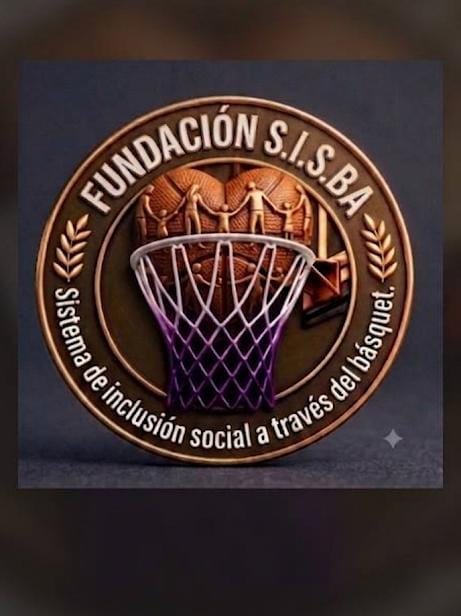 FUNDACIÓN S.I.S.BA
Sistema de inclusión social a través del básquet.